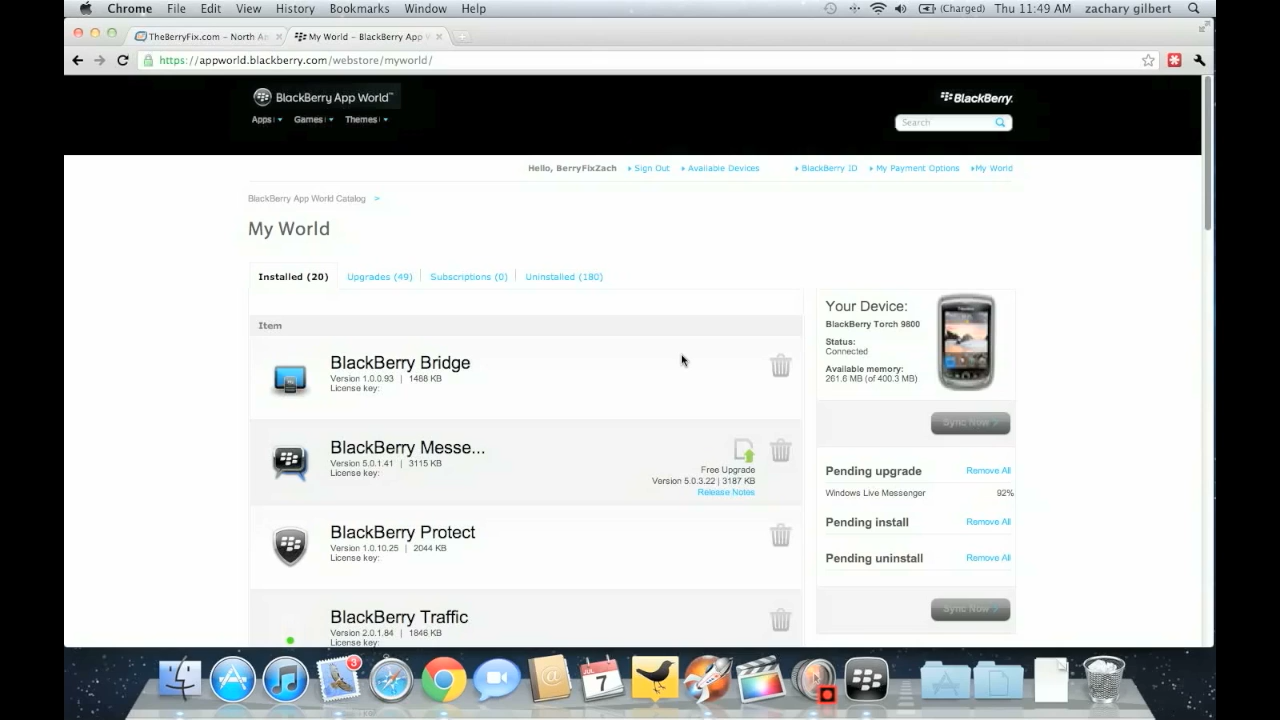 Chrome File Edit View History Bookmarks Window Help (Charged) Thu 11:49 AM zachary gilbert
TheBerryFix.com – North A My World – BlackBerry App
https://appworld.blackberry.com/webstore/myworld/
BlackBerry App World™
BlackBerry.
Apps Games Themes
Search
Hello, BerryFixZach Sign Out Available Devices BlackBerry ID My Payment Options My World
BlackBerry App World Catalog >
My World
Installed (20) Upgrades (49) Subscriptions (0) Uninstalled (180)
Item
BlackBerry Bridge
Version 1.0.0.93 | 1468 KB
License key:
BlackBerry Messe...
Version 5.0.1.41 | 3115 KB
License key:
Free Upgrade
Version 5.0.3.22 | 3187 KB
Release Notes
BlackBerry Protect
Version 1.0.10.25 | 2044 KB
License key:
BlackBerry Traffic
Version 2.0.1.84 | 1846 KB
License key:
Your Device:
BlackBerry Torch 9800
Status:
Connected
Available memory:
261.6 MB (of 400.3 MB)
Sync Now >
Pending upgrade Remove All
Windows Live Messenger 92%
Pending install Remove All
Pending uninstall Remove All
Sync Now >
3
7